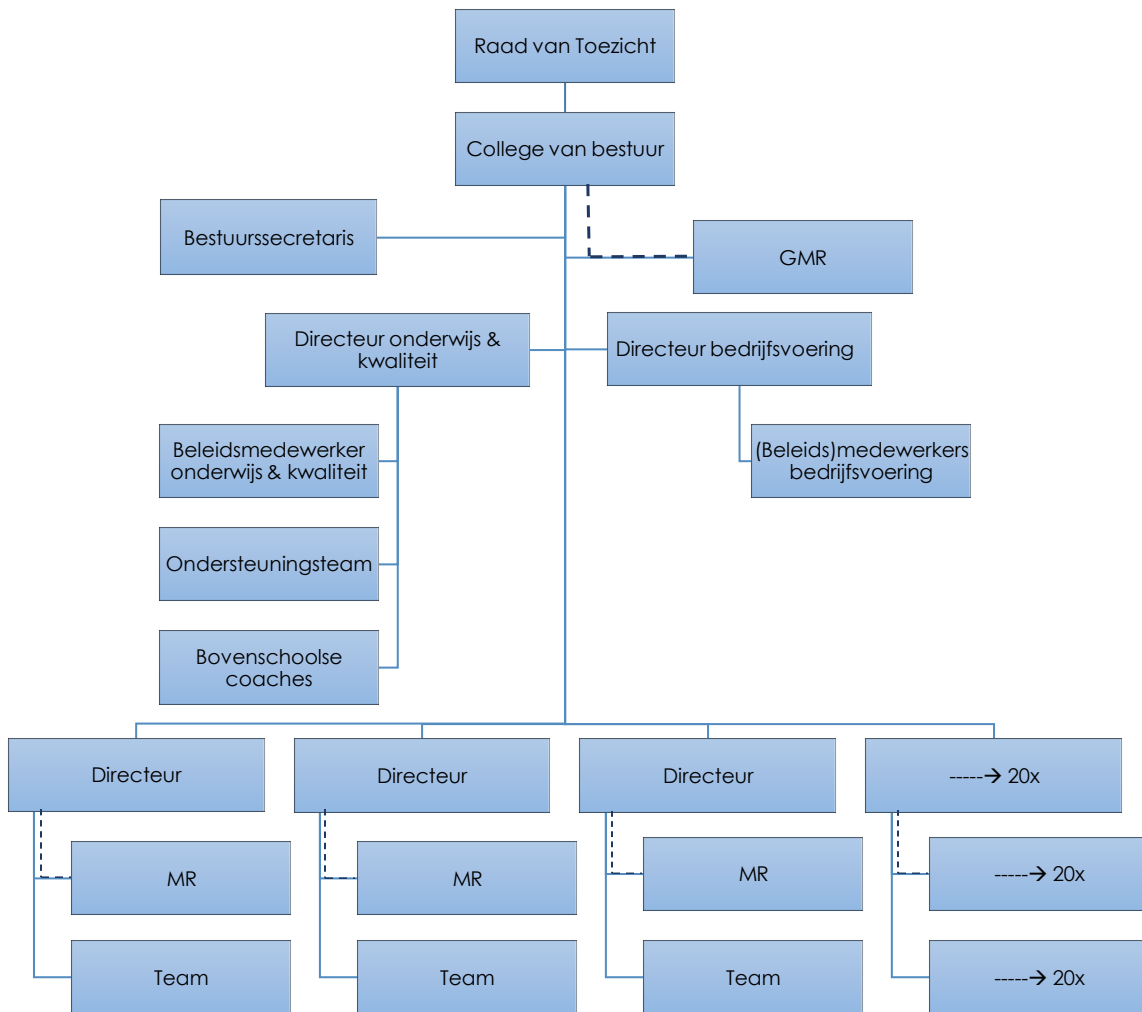 Raad van Toezicht
College van bestuur
Bestuurssecretaris
GMR
Directeur onderwijs &
kwaliteit
Directeur bedrijfsvoering
Beleidsmedewerker
onderwijs & kwaliteit
(Beleids)medewerkers
bedrijfsvoering
Ondersteuningsteam
Bovenschoolse
coaches
Directeur
Directeur
Directeur
-----→ 20x
MR
MR
MR
-----→ 20x
Team
Team
Team
-----→ 20x